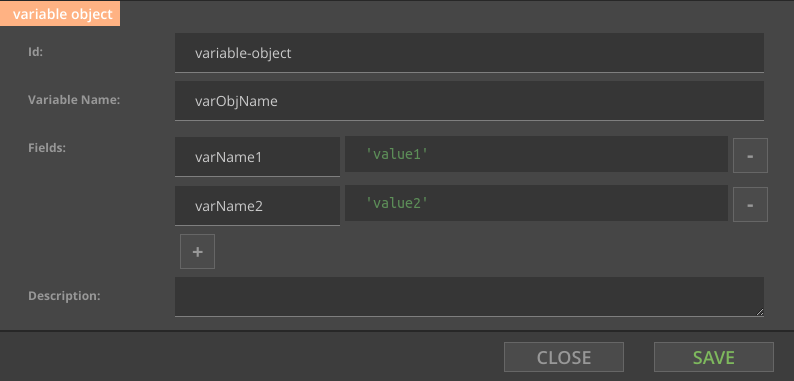 variable object
Id:
variable-object
Variable Name:
varObjName
Fields:
varName1 'value1' -
varName2 'value2' -
+
Description:
CLOSE SAVE